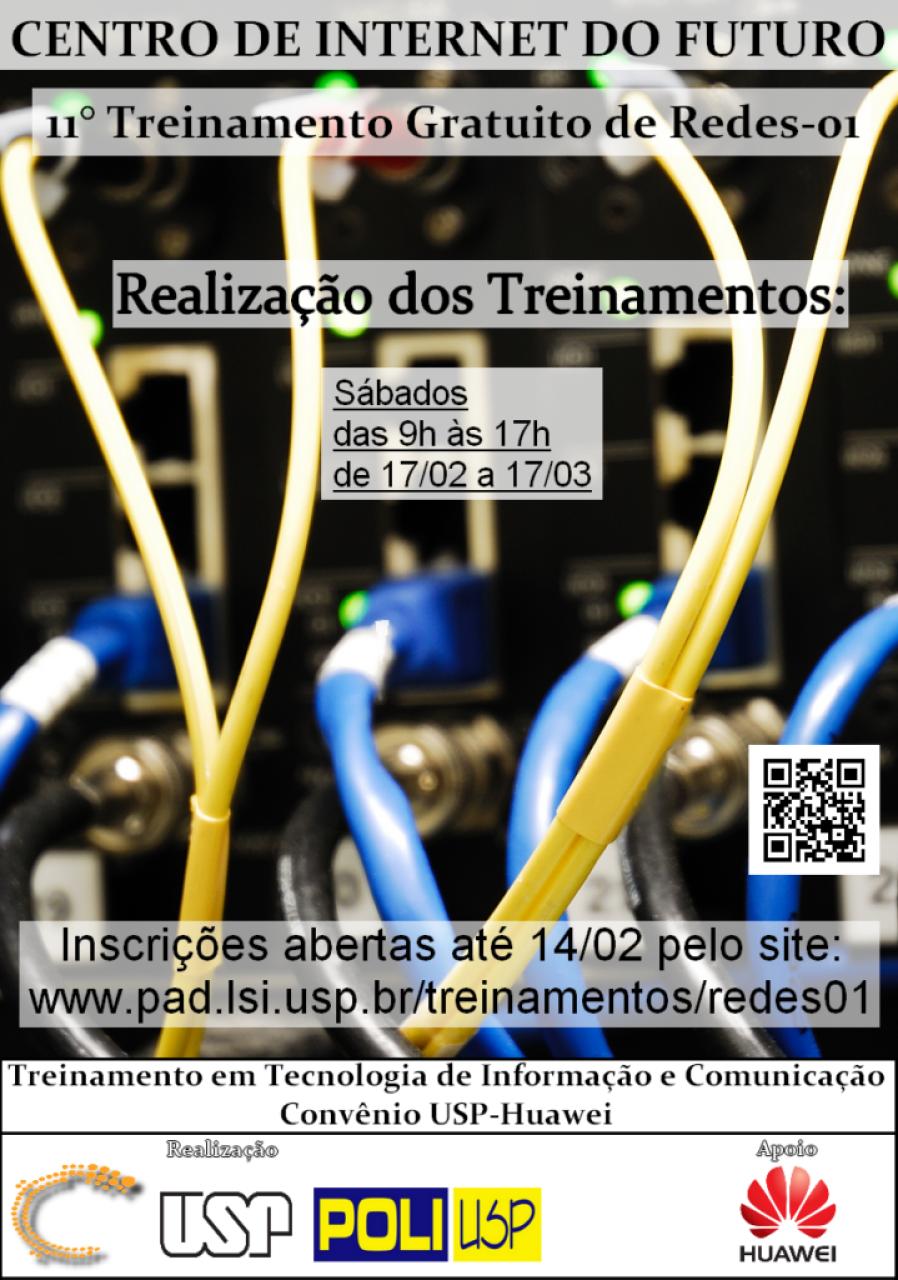 CENTRO DE INTERNET DO FUTURO
11° Treinamento Gratuito de Redes-01
Realização dos Treinamentos:
Sábados
das 9h às 17h
de 17/02 a 17/03
Inscrições abertas até 14/02 pelo site:
www.pad.lsi.usp.br/treinamentos/redes01
Treinamento em Tecnologia de Informação e Comunicação
Convênio USP-Huawei
Realização
Apoio
USP
POLI USP
HUAWEI